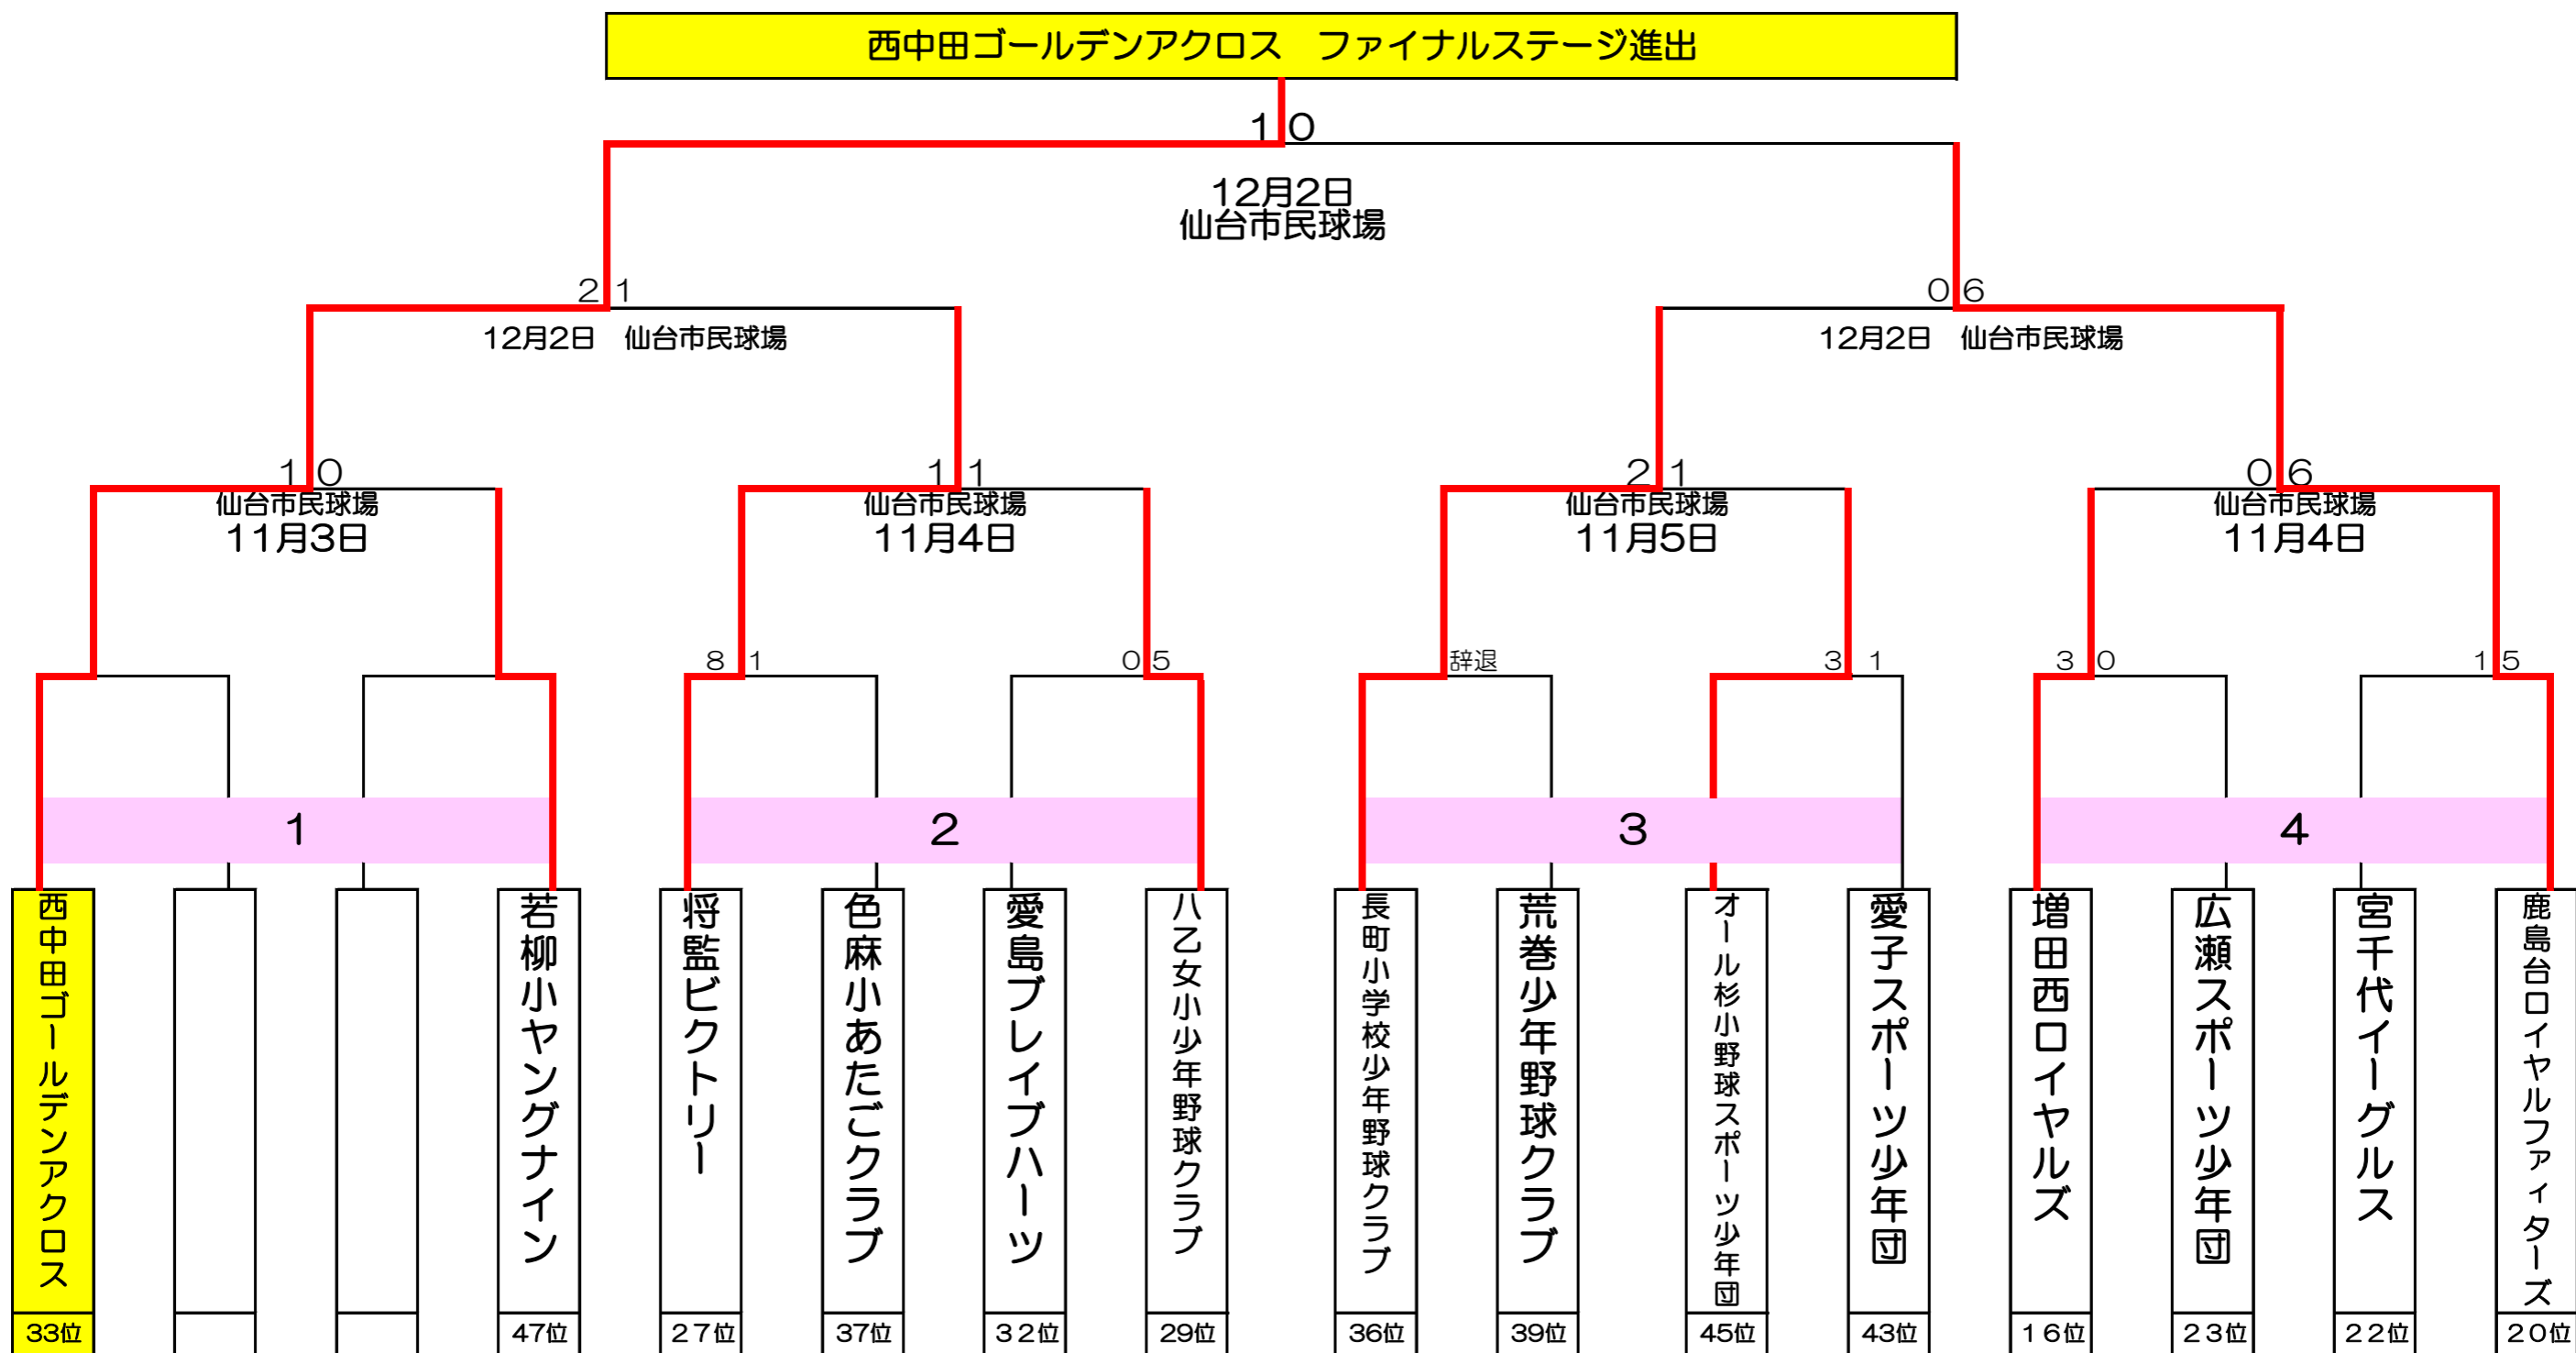 西中田ゴールデンアクロス　ファイナルステージ進出
1 0
12月2日
仙台市民球場
2 1
0 6
12月2日　仙台市民球場
12月2日　仙台市民球場
1 0
1 1
2 1
0 6
仙台市民球場
11月3日
仙台市民球場
11月4日
仙台市民球場
11月5日
仙台市民球場
11月4日
8 1
0 5
辞退
3 1
3 0
1 5
1
2
3
4
西中田ゴールデンアクロス
若柳小ヤングナイン
将監ビクトリー
色麻小あたごクラブ
愛島ブレイブハーツ
八乙女小少年野球クラブ
長町小学校少年野球クラブ
荒巻少年野球クラブ
オール杉小野球スポーツ少年団
愛子スポーツ少年団
増田西ロイヤルズ
広瀬スポーツ少年団
宮千代イーグルス
鹿島台ロイヤルファイターズ
33位
47位
27位
37位
32位
29位
36位
39位
45位
43位
16位
23位
22位
20位